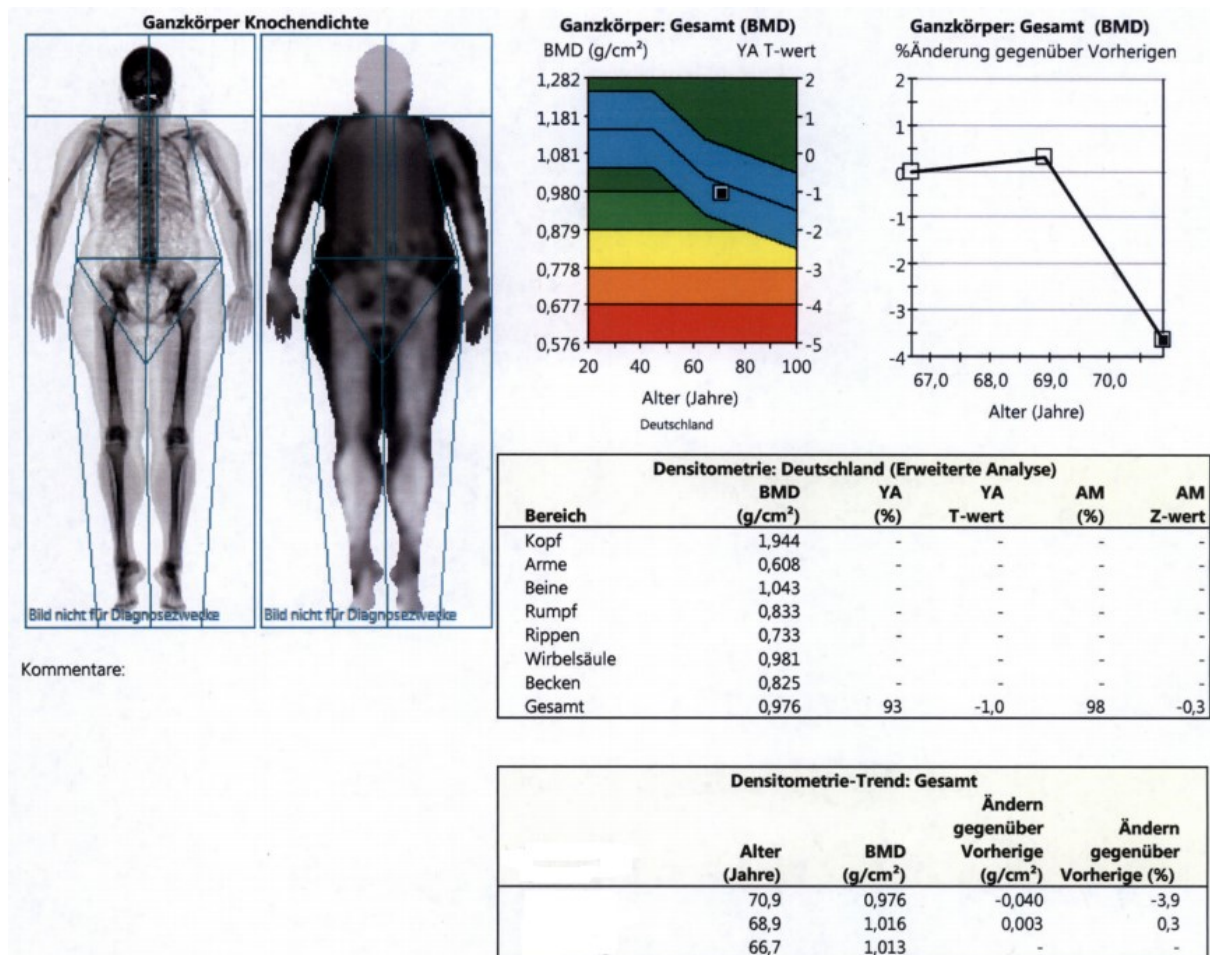 Ganzkörper Knochendichte
Bild nicht für Diagnosezwecke
Bild nicht für Diagnosezwecke
Kommentare:
Ganzkörper: Gesamt (BMD)
BMD (g/cm²) YA T-wert
1,282 2
1,181 1
1,081 0
0,980 -1
0,879 -2
0,778 -3
0,677 -4
0,576 -5
20 40 60 80 100
Alter (Jahre)
Deutschland
Ganzkörper: Gesamt (BMD)
%Änderung gegenüber Vorherigen
2
1
0
-1
-2
-3
-4
67,0 68,0 69,0 70,0
Alter (Jahre)
Densitometrie: Deutschland (Erweiterte Analyse)
BMD YA YA AM AM
Bereich (g/cm²) (%) T-wert (%) Z-wert
Kopf 1,944 - - - -
Arme 0,608 - - - -
Beine 1,043 - - - -
Rumpf 0,833 - - - -
Rippen 0,733 - - - -
Wirbelsäule 0,981 - - - -
Becken 0,825 - - - -
Gesamt 0,976 93 -1,0 98 -0,3
Densitometrie-Trend: Gesamt
Ändern
gegenüber Ändern
Alter BMD Vorherige gegenüber
(Jahre) (g/cm²) (g/cm²) Vorherige (%)
70,9 0,976 -0,040 -3,9
68,9 1,016 0,003 0,3
66,7 1,013 - -